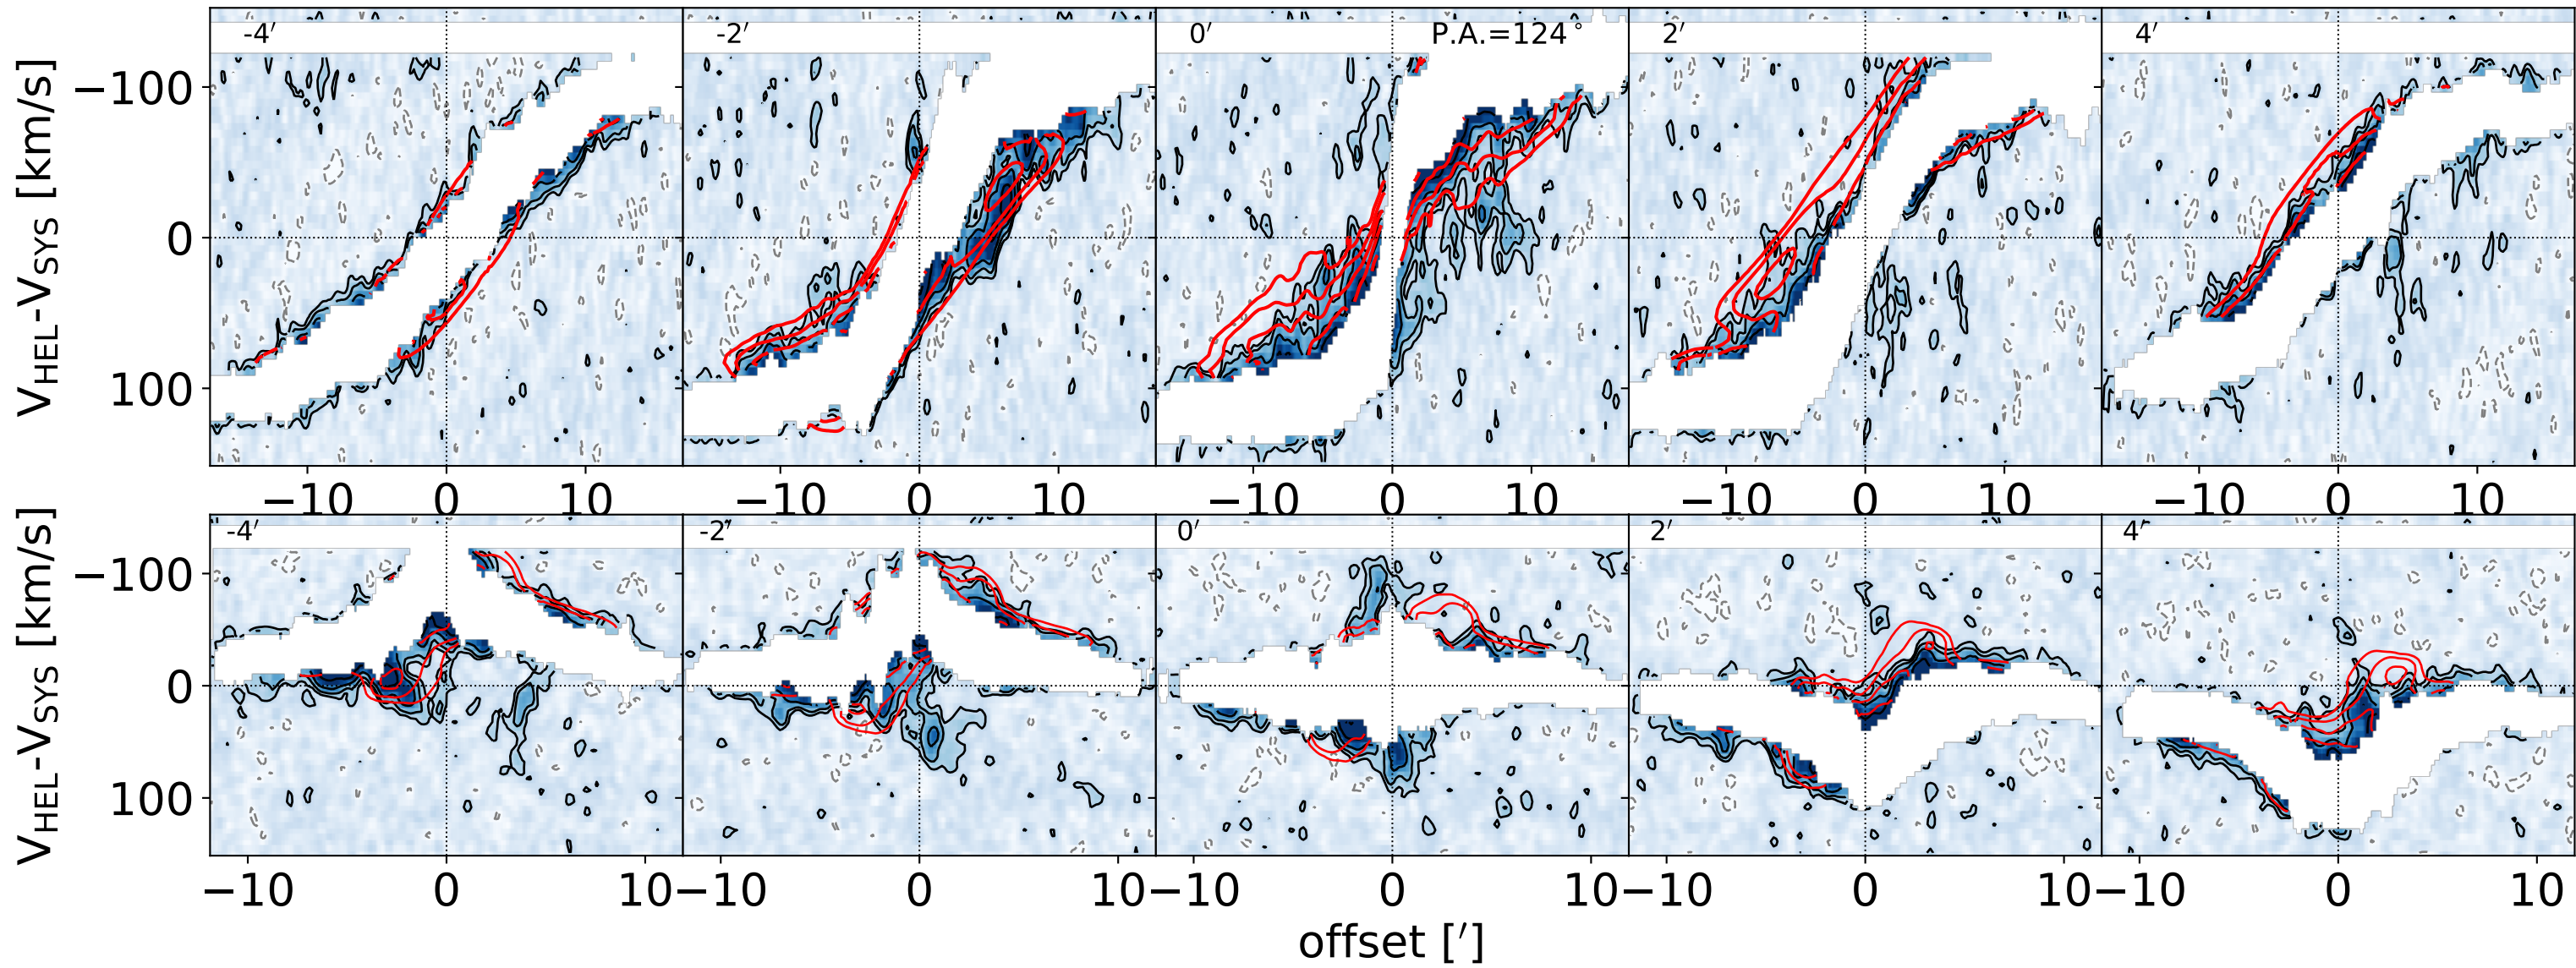 -4′ -2′ 0′ P.A.=124° 2′ 4′
V_HEL-V_SYS [km/s]
−100
0
100
−10 0 10 −10 0 10 −10 0 10 −10 0 10 −10 0 10
-4′ -2′ 0′ 2′ 4′
V_HEL-V_SYS [km/s]
−100
0
100
−10 0 10 −10 0 10 −10 0 10 −10 0 10 −10 0 10
offset [′]